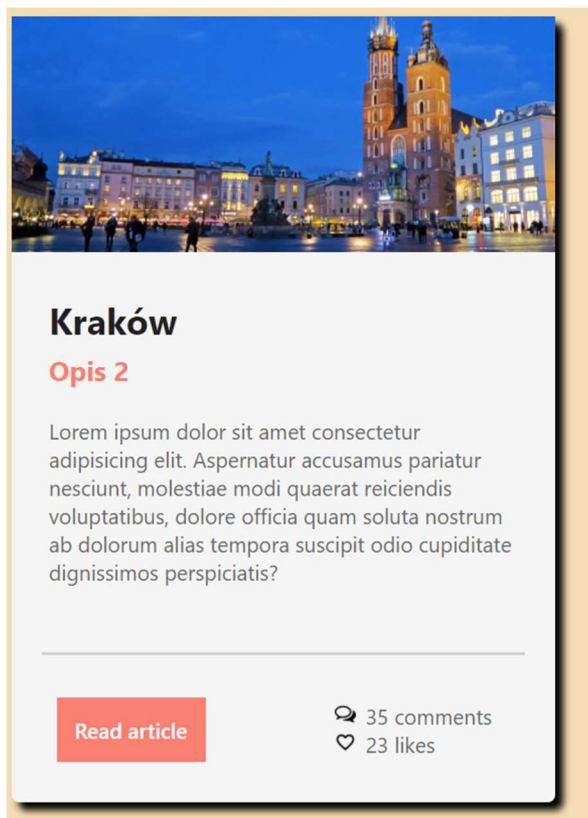 Kraków
Opis 2
Lorem ipsum dolor sit amet consectetur
adipisicing elit. Aspernatur accusamus pariatur
nesciunt, molestiae modi quaerat reiciendis
voluptatibus, dolore officia quam soluta nostrum
ab dolorum alias tempora suscipit odio cupiditate
dignissimos perspiciatis?
Read article
35 comments
23 likes